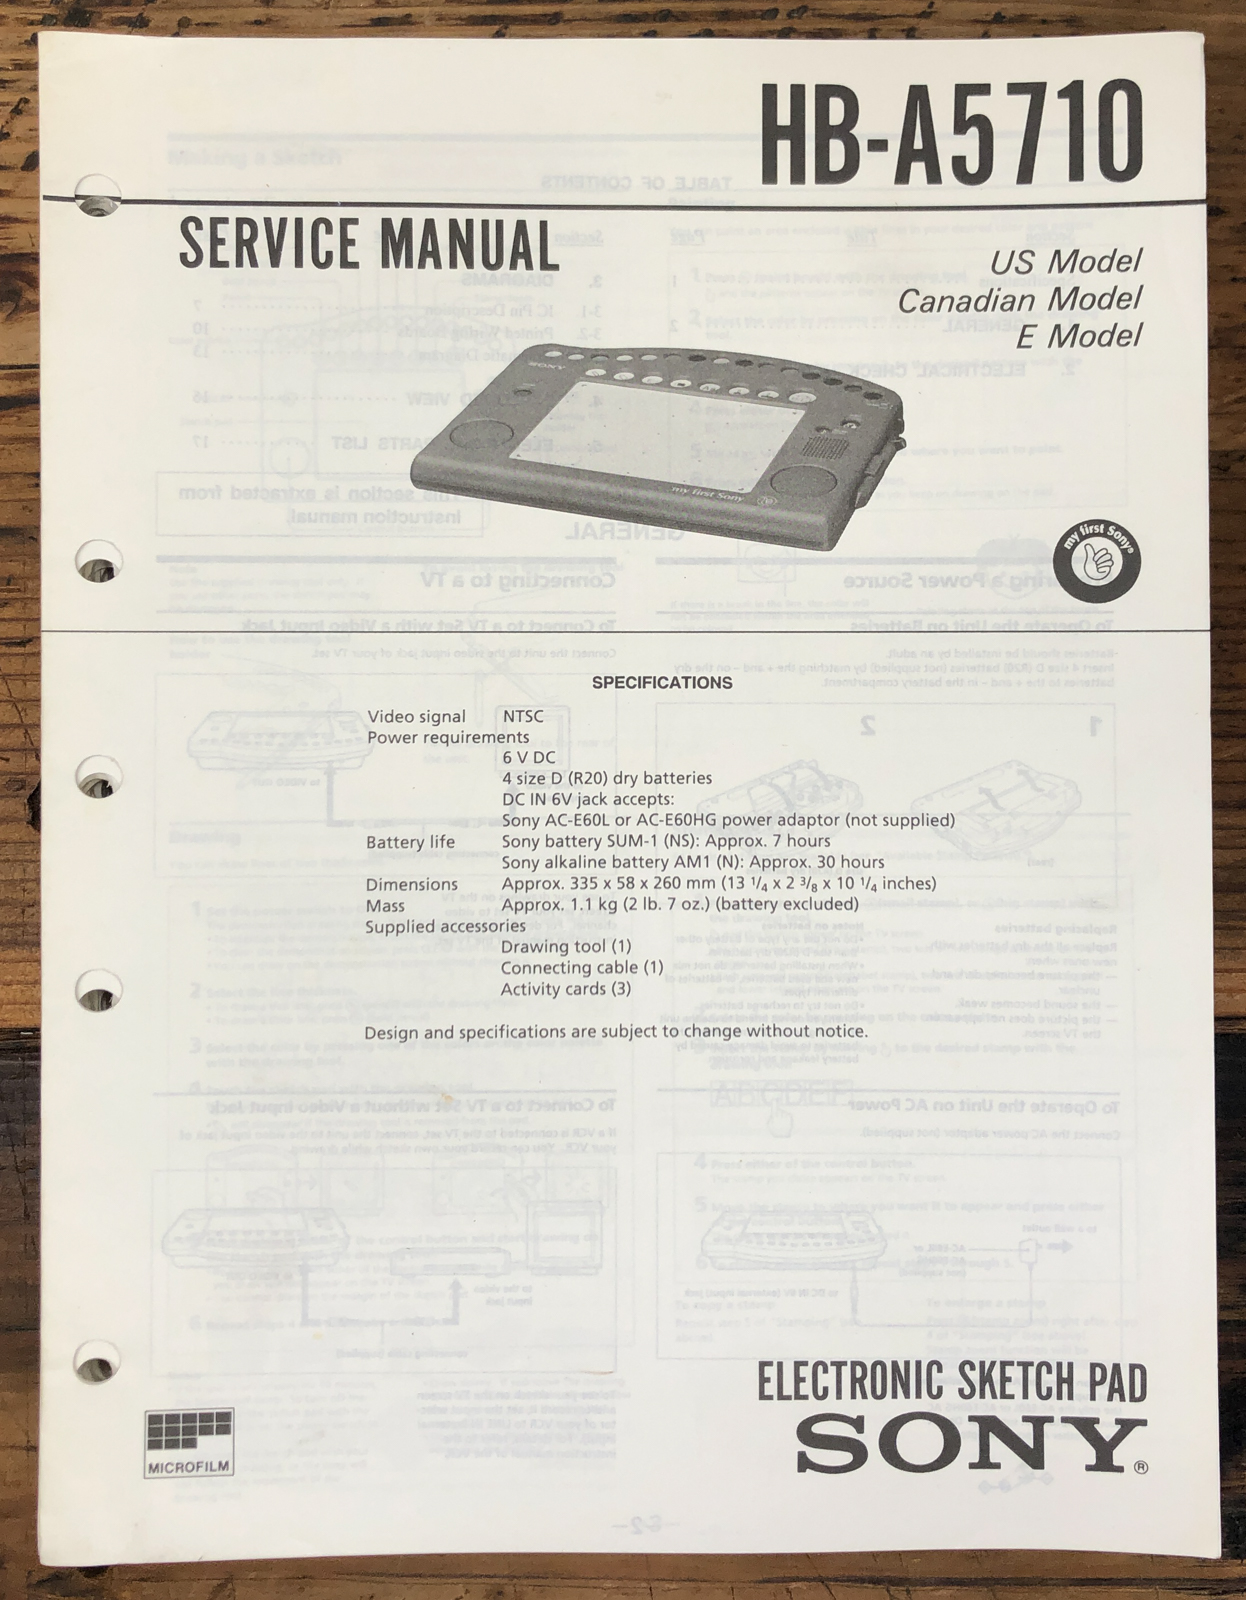 HB-A5710
SERVICE MANUAL
US Model
Canadian Model
E Model
SONY
my first Sony
my first Sony®
SPECIFICATIONS
Video signal NTSC
Power requirements
6 V DC
4 size D (R20) dry batteries
DC IN 6V jack accepts:
Sony AC-E60L or AC-E60HG power adaptor (not supplied)
Battery life Sony battery SUM-1 (NS): Approx. 7 hours
Sony alkaline battery AM1 (N): Approx. 30 hours
Dimensions Approx. 335 x 58 x 260 mm (13 1/4 x 2 3/8 x 10 1/4 inches)
Mass Approx. 1.1 kg (2 lb. 7 oz.) (battery excluded)
Supplied accessories
Drawing tool (1)
Connecting cable (1)
Activity cards (3)
Design and specifications are subject to change without notice.
ELECTRONIC SKETCH PAD
SONY®
MICROFILM